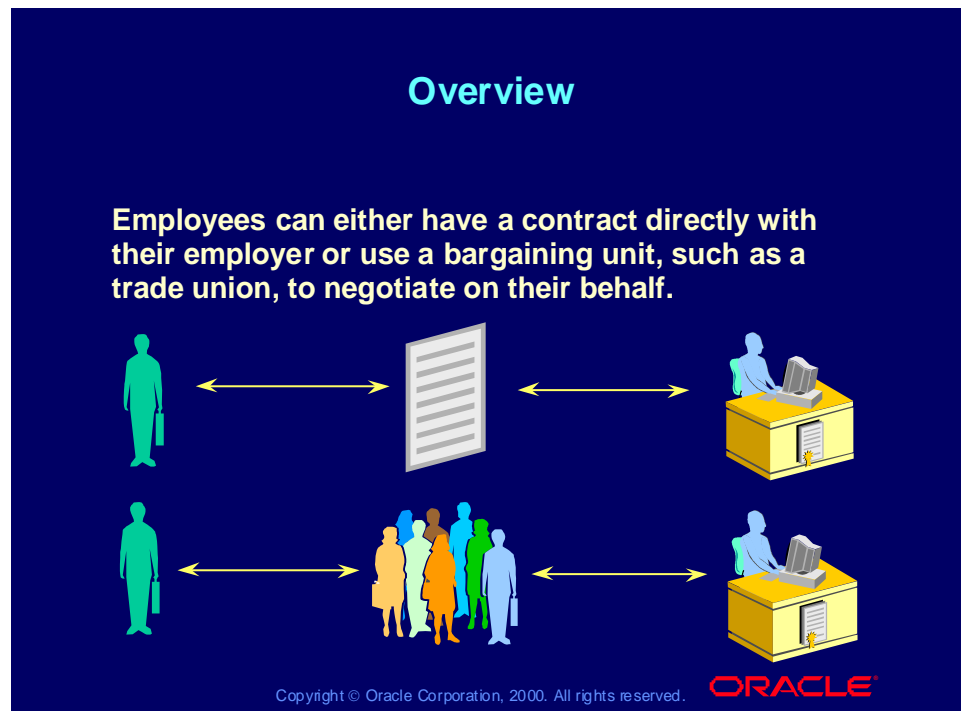 Overview
Employees can either have a contract directly with
their employer or use a bargaining unit, such as a
trade union, to negotiate on their behalf.
Copyright © Oracle Corporation, 2000. All rights reserved.
ORACLE®